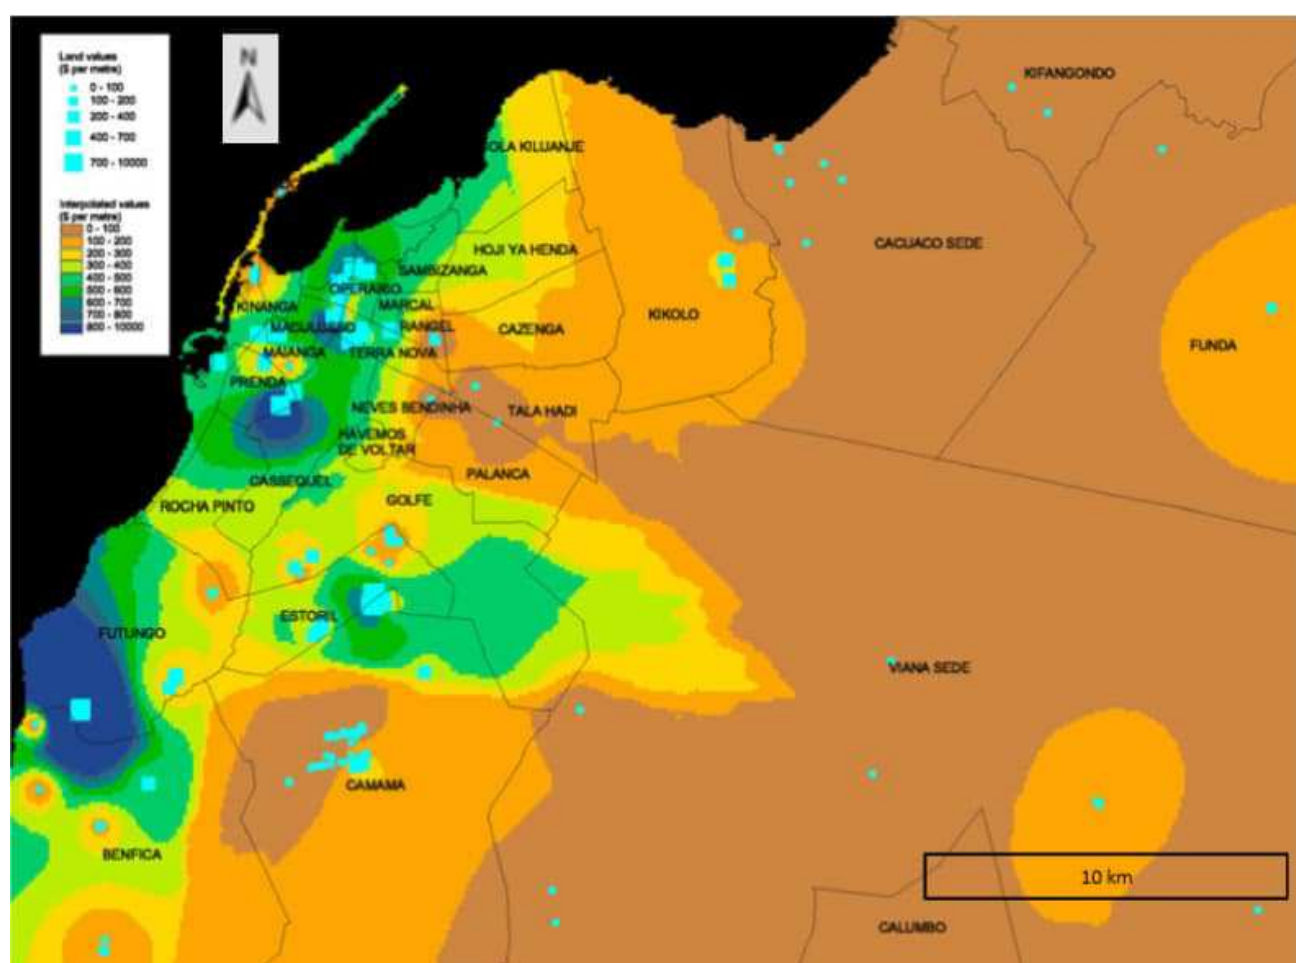 Land values
($ per metre)
0 - 100
100 - 200
200 - 400
400 - 700
700 - 10000
Interpolated values
($ per metre)
0 - 100
100 - 200
200 - 300
300 - 400
400 - 500
500 - 600
600 - 700
700 - 800
800 - 10000
N
KIFANGONDO
OLA KILUANJE
CACUACO SEDE
HOJI YA HENDA
SAMBIZANGA
OPERARIO
KINANGA
MARCAL
KIKOLO
MACULUSSO
RANGEL
CAZENGA
FUNDA
MAIANGA
TERRA NOVA
PRENDA
NEVES BENDINHA
TALA HADI
HAVEMOS
DE VOLTAR
PALANCA
CASSEQUEL
GOLFE
ROCHA PINTO
ESTORIL
FUTUNGO
VIANA SEDE
CAMAMA
BENFICA
10 km
CALUMBO